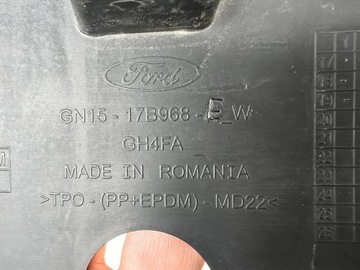 Ford
GN15 - 17B968 - E_W
GH4FA
MADE IN ROMANIA
>TPO - (PP+EPDM) - MD22<